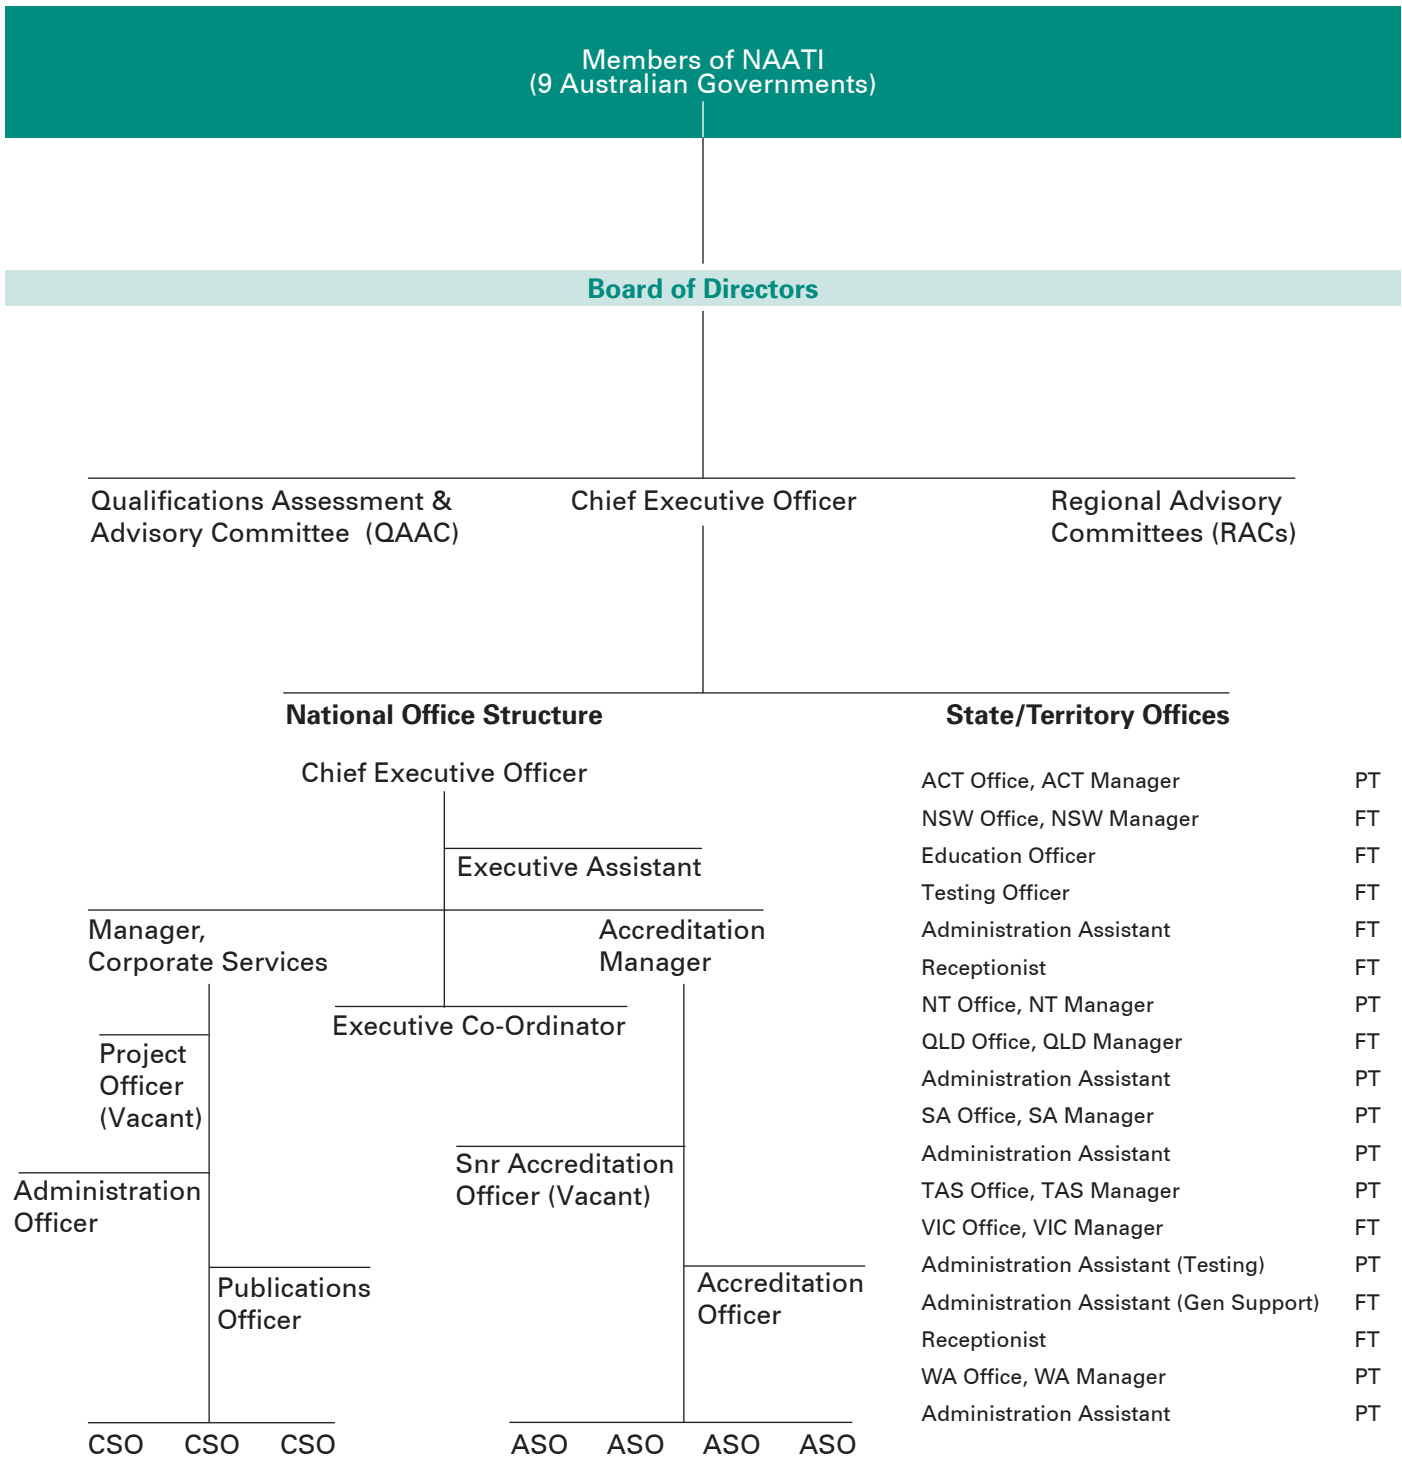 Members of NAATI
(9 Australian Governments)
Board of Directors
Qualifications Assessment &
Advisory Committee (QAAC)
Chief Executive Officer
Regional Advisory
Committees (RACs)
National Office Structure
Chief Executive Officer
Executive Assistant
Manager,
Corporate Services
Accreditation
Manager
Executive Co-Ordinator
Project
Officer
(Vacant)
Snr Accreditation
Officer (Vacant)
Administration
Officer
Publications
Officer
Accreditation
Officer
CSO CSO CSO
ASO ASO ASO ASO
State/Territory Offices
ACT Office, ACT Manager PT
NSW Office, NSW Manager FT
Education Officer FT
Testing Officer FT
Administration Assistant FT
Receptionist FT
NT Office, NT Manager PT
QLD Office, QLD Manager FT
Administration Assistant PT
SA Office, SA Manager PT
Administration Assistant PT
TAS Office, TAS Manager PT
VIC Office, VIC Manager FT
Administration Assistant (Testing) PT
Administration Assistant (Gen Support) FT
Receptionist FT
WA Office, WA Manager PT
Administration Assistant PT